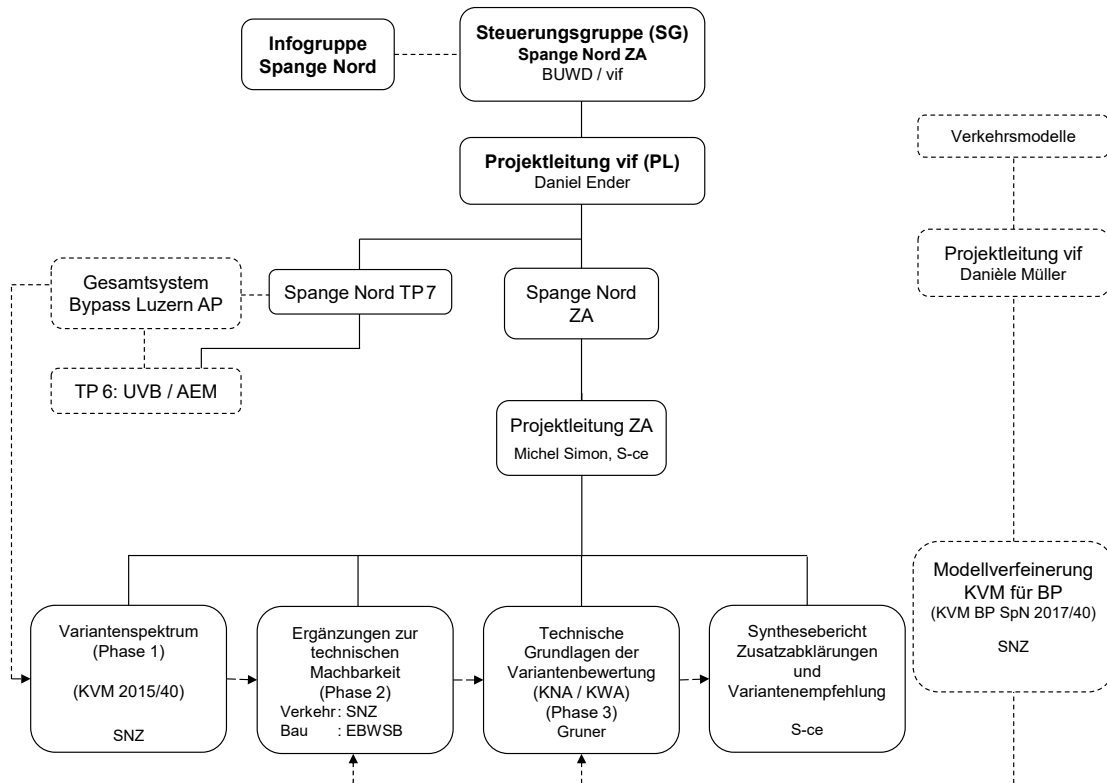 Infogruppe
Spange Nord
Steuerungsgruppe (SG)
Spange Nord ZA
BUWD / vif
Projektleitung vif (PL)
Daniel Ender
Verkehrsmodelle
Gesamtsystem
Bypass Luzern AP
Spange Nord TP7
Spange Nord
ZA
Projektleitung vif
Danièle Müller
TP 6: UVB / AEM
Projektleitung ZA
Michel Simon, S-ce
Variantenspektrum
(Phase 1)
(KVM 2015/40)
SNZ
Ergänzungen zur
technischen
Machbarkeit
(Phase 2)
Verkehr: SNZ
Bau : EBWSB
Technische
Grundlagen der
Variantenbewertung
(KNA / KWA)
(Phase 3)
Gruner
Synthesebericht
Zusatzabklärungen
und
Variantenempfehlung
S-ce
Modellverfeinerung
KVM für BP
(KVM BP SpN 2017/40)
SNZ